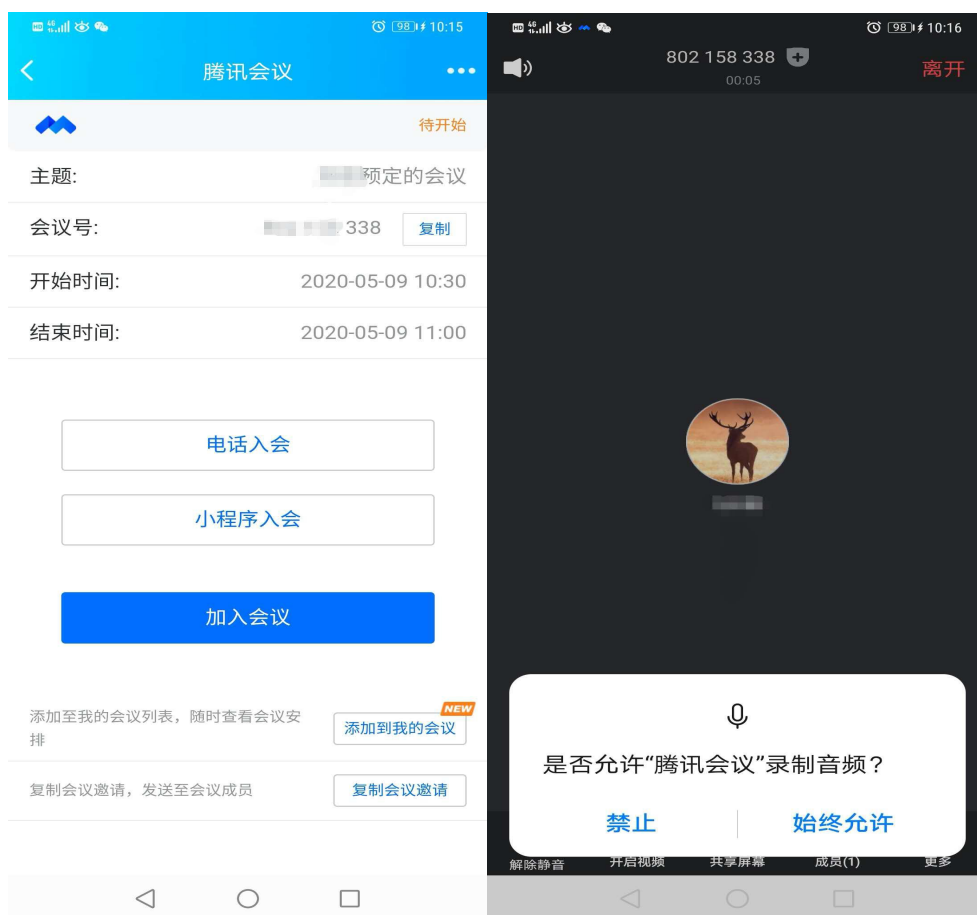 HD 46 98 10:15
腾讯会议
待开始
主题: 预定的会议
会议号: 338 复制
开始时间: 2020-05-09 10:30
结束时间: 2020-05-09 11:00
电话入会
小程序入会
加入会议
添加至我的会议列表，随时查看会议安
排
NEW
添加到我的会议
复制会议邀请，发送至会议成员 复制会议邀请
HD 46 98 10:16
802 158 338
00:05
离开
是否允许“腾讯会议”录制音频？
禁止 始终允许
解除静音 开启视频 共享屏幕 成员(1) 更多